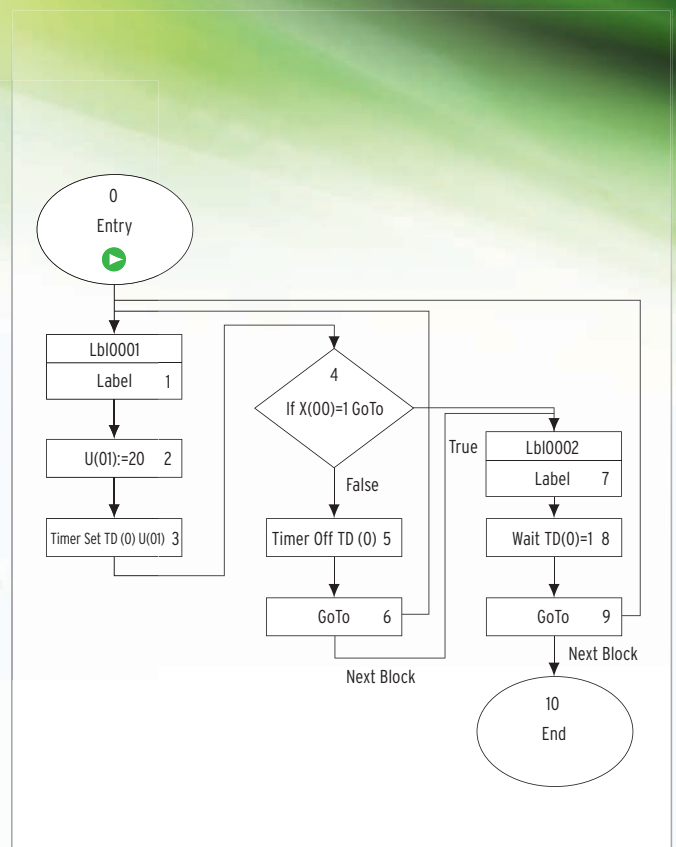 0
Entry
Lbl0001
Label 1
U(01):=20 2
Timer Set TD (0) U(01) 3
4
If X(00)=1 GoTo
False
Timer Off TD (0) 5
GoTo 6
Next Block
True
Lbl0002
Label 7
Wait TD(0)=1 8
GoTo 9
Next Block
10
End